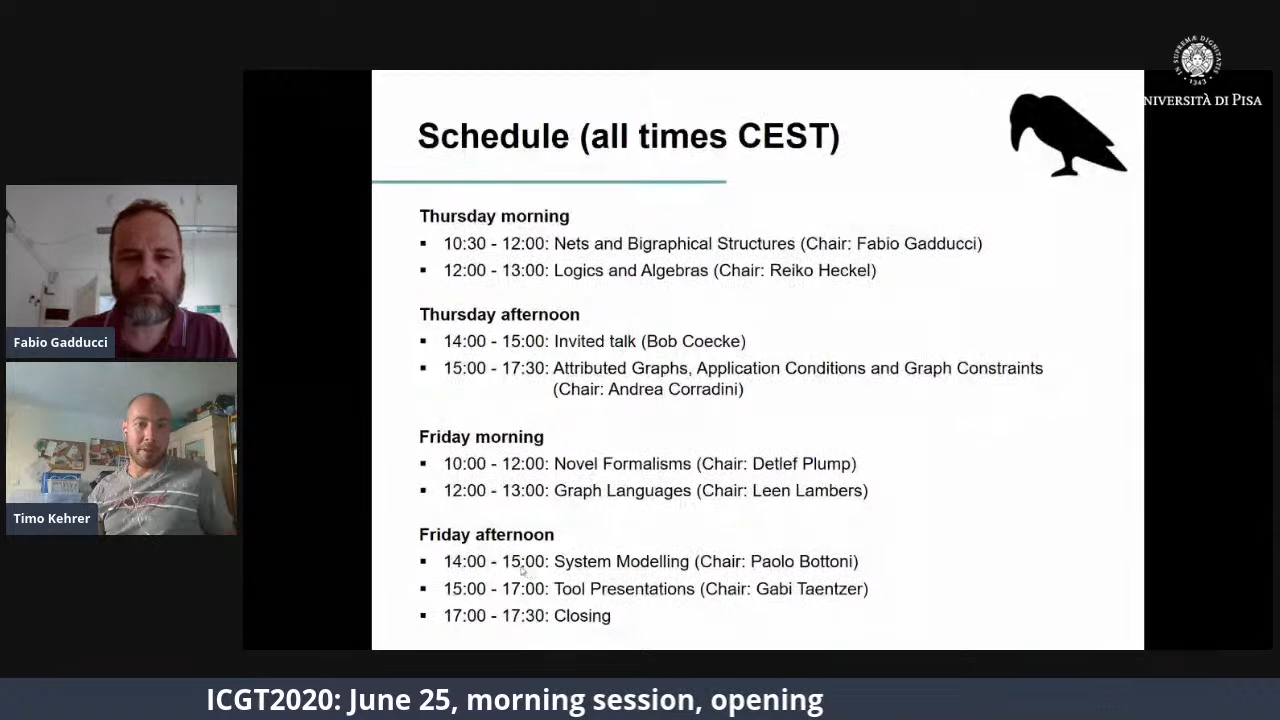 IN SUPREMÆ DIGNITATIS
1343
NIVERSITÀ DI PISA
Schedule (all times CEST)
Thursday morning
▪ 10:30 - 12:00: Nets and Bigraphical Structures (Chair: Fabio Gadducci)
▪ 12:00 - 13:00: Logics and Algebras (Chair: Reiko Heckel)
Thursday afternoon
▪ 14:00 - 15:00: Invited talk (Bob Coecke)
▪ 15:00 - 17:30: Attributed Graphs, Application Conditions and Graph Constraints
(Chair: Andrea Corradini)
Friday morning
▪ 10:00 - 12:00: Novel Formalisms (Chair: Detlef Plump)
▪ 12:00 - 13:00: Graph Languages (Chair: Leen Lambers)
Friday afternoon
▪ 14:00 - 15:00: System Modelling (Chair: Paolo Bottoni)
▪ 15:00 - 17:00: Tool Presentations (Chair: Gabi Taentzer)
▪ 17:00 - 17:30: Closing
Fabio Gadducci
Timo Kehrer
ICGT2020: June 25, morning session, opening